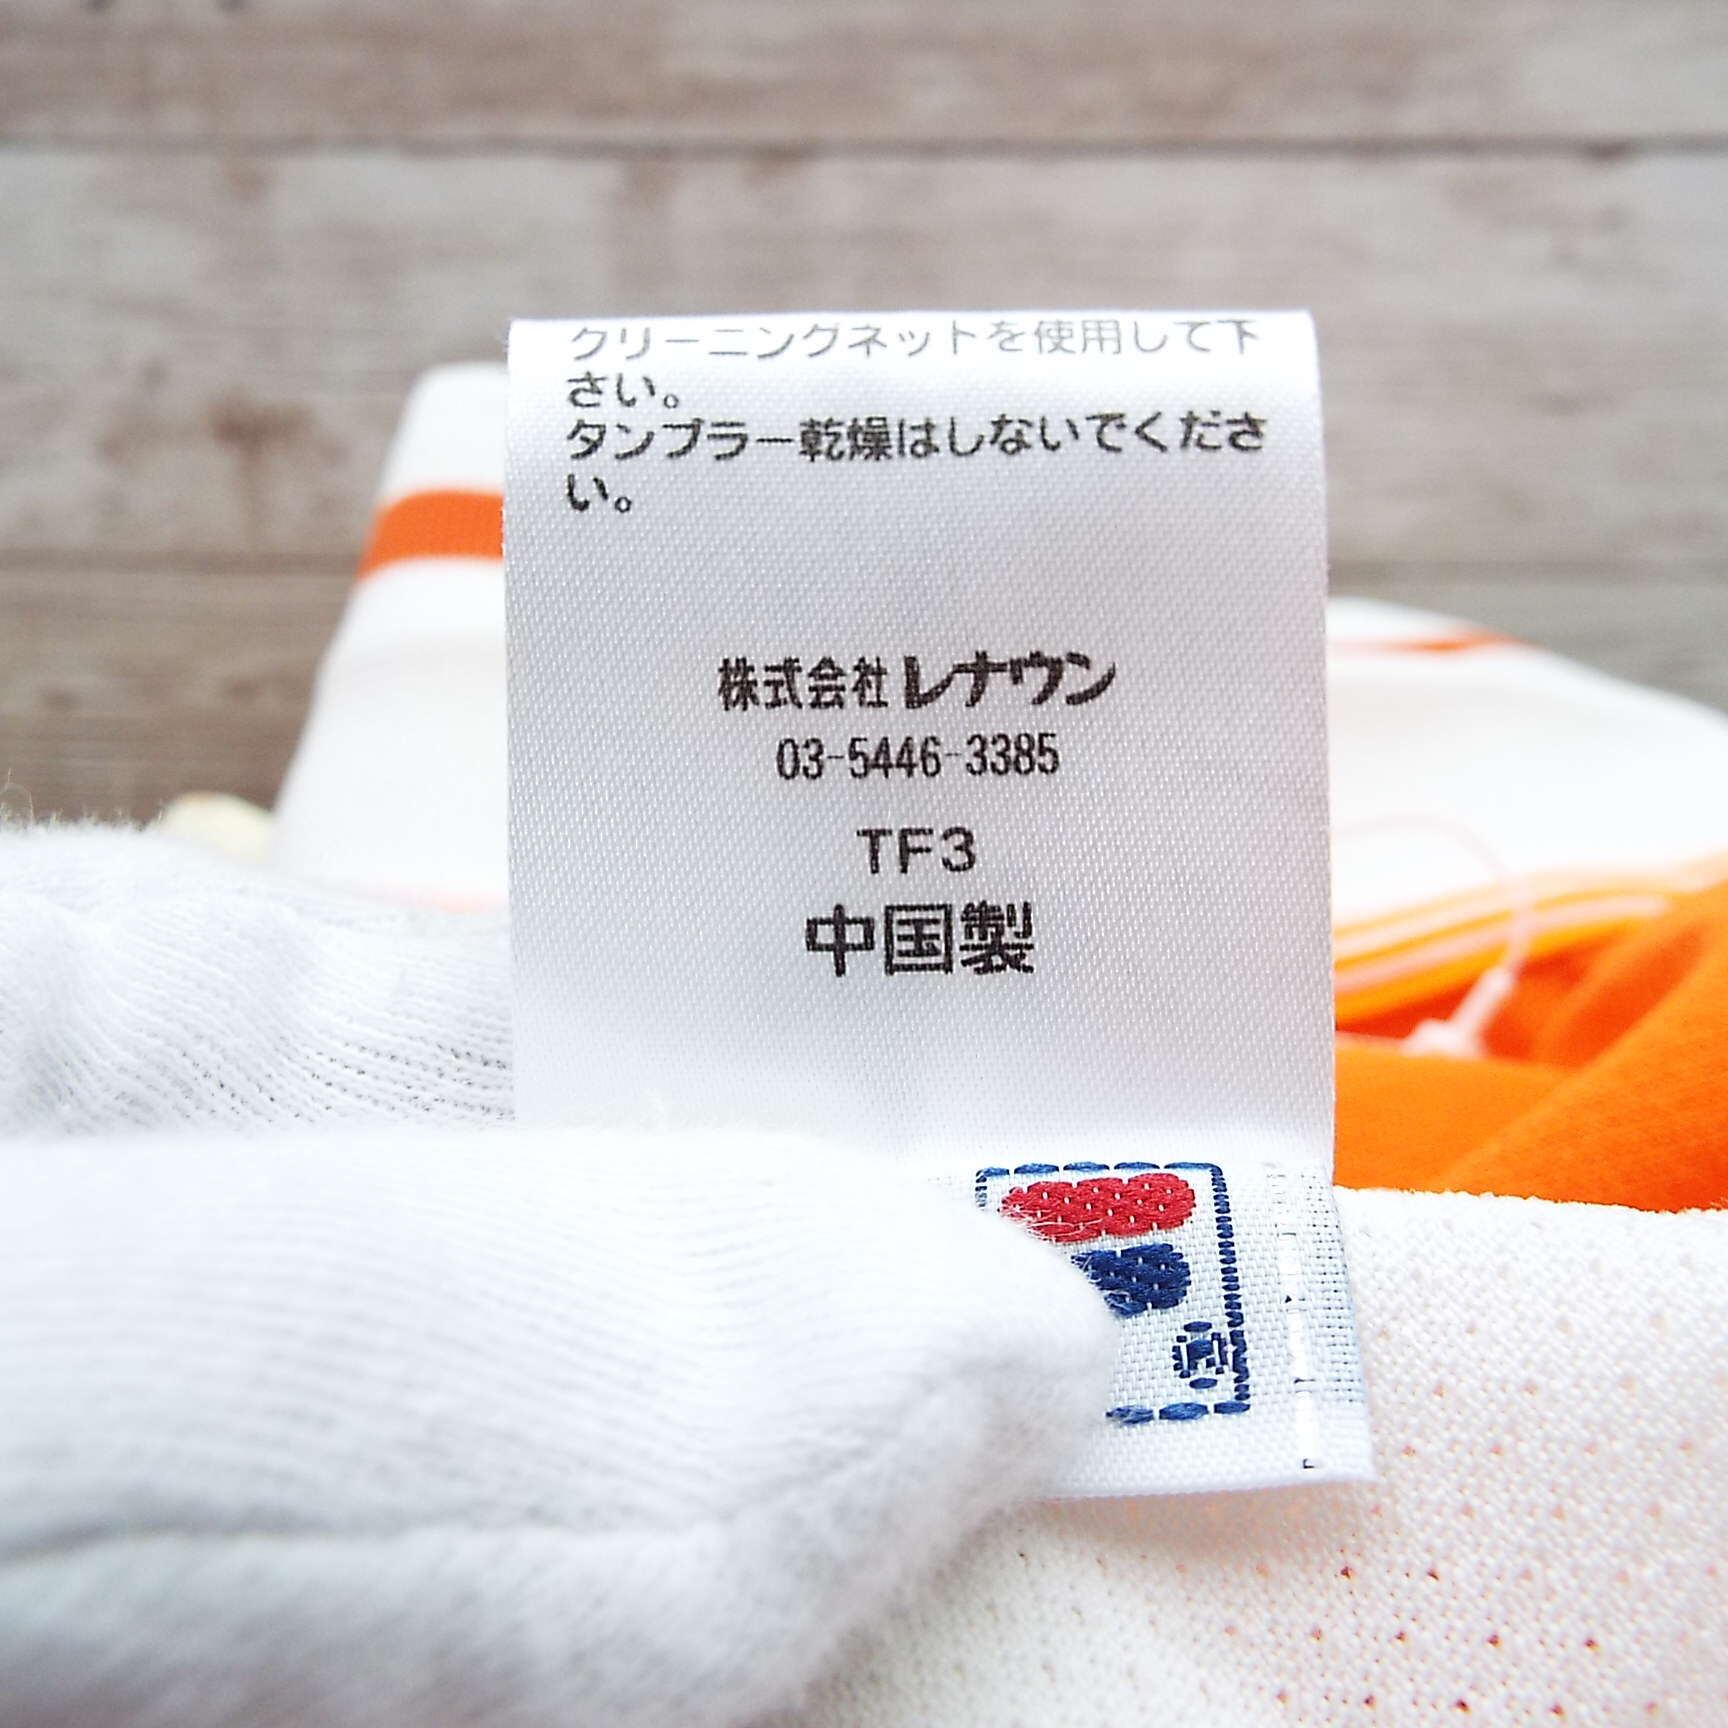 クリーニングネットを使用して下
さい。
タンブラー乾燥はしないでくださ
い。
株式会社レナウン
03-5446-3385
TF3
中国製